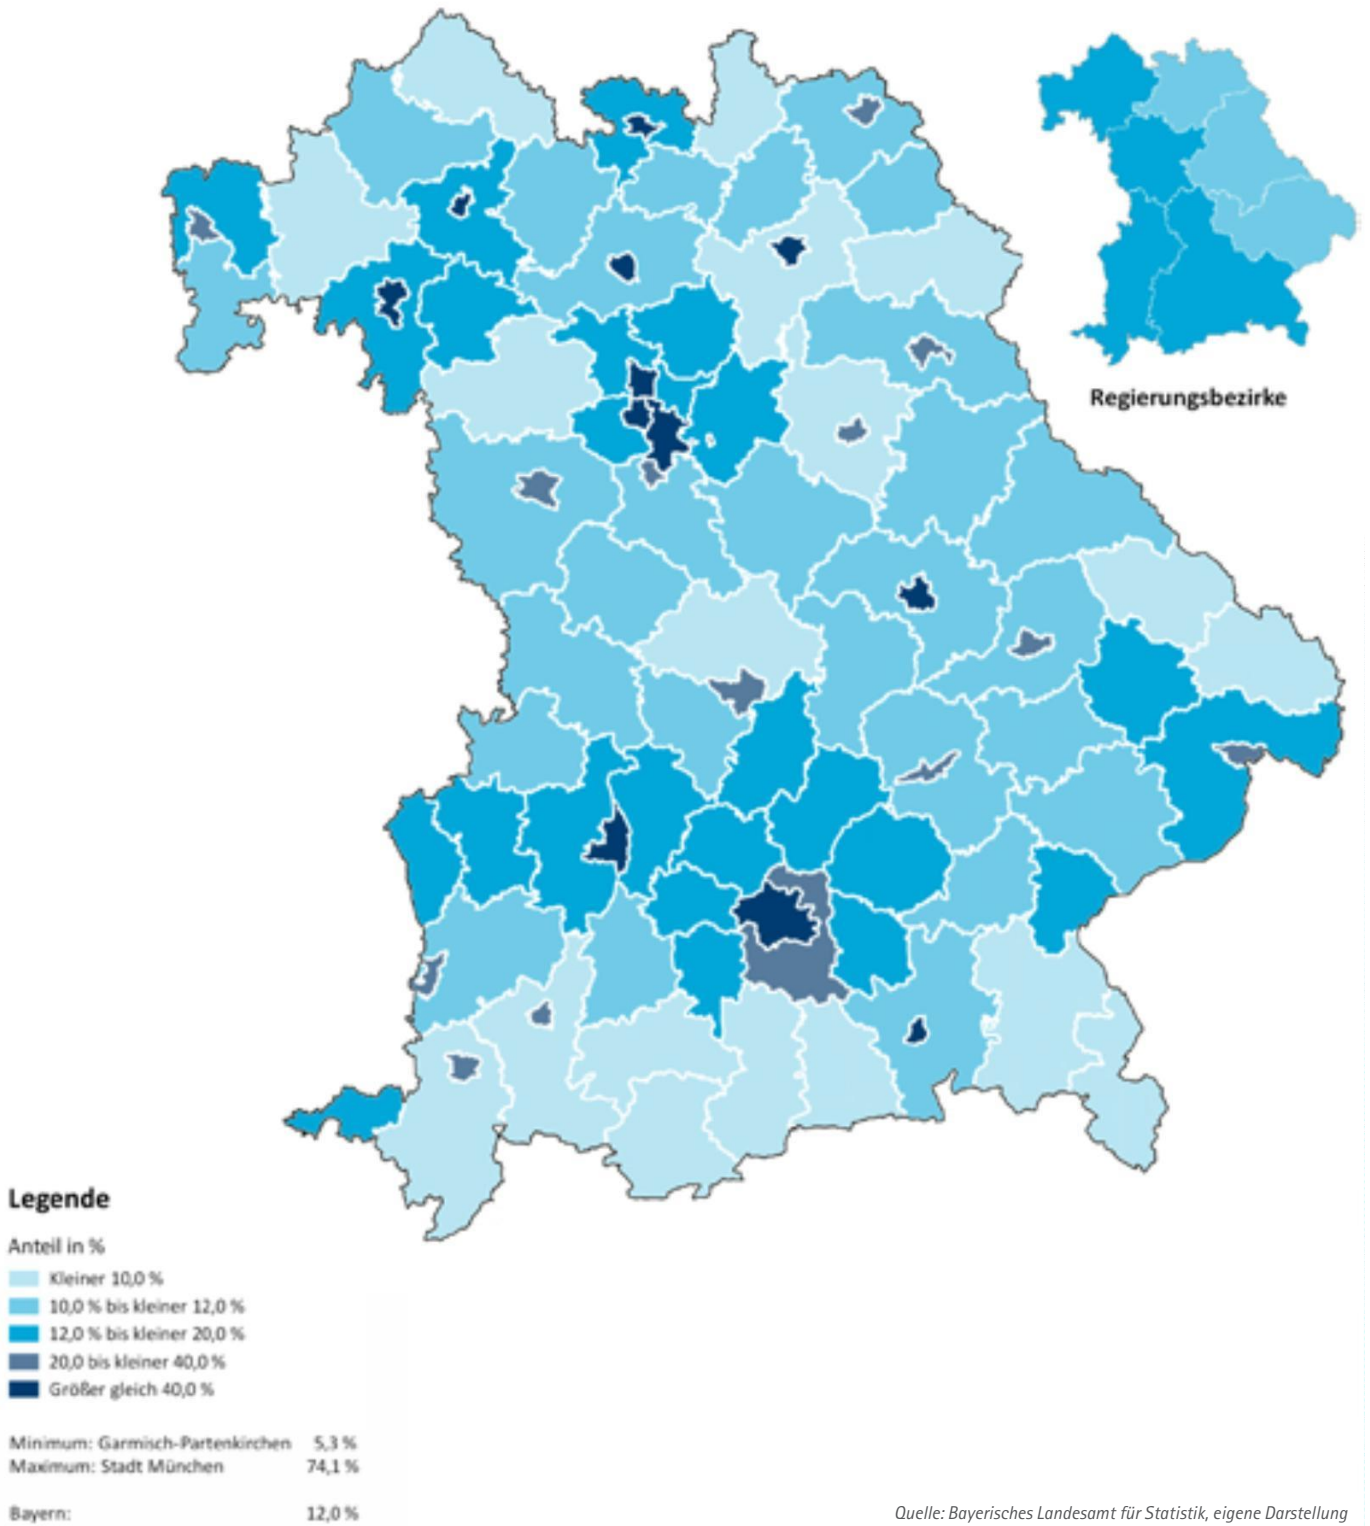 Regierungsbezirke
Legende
Anteil in %
Kleiner 10,0 %
10,0 % bis kleiner 12,0 %
12,0 % bis kleiner 20,0 %
20,0 bis kleiner 40,0 %
Größer gleich 40,0 %
Minimum: Garmisch-Partenkirchen 5,3 %
Maximum: Stadt München 74,1 %
Bayern: 12,0 %
Quelle: Bayerisches Landesamt für Statistik, eigene Darstellung